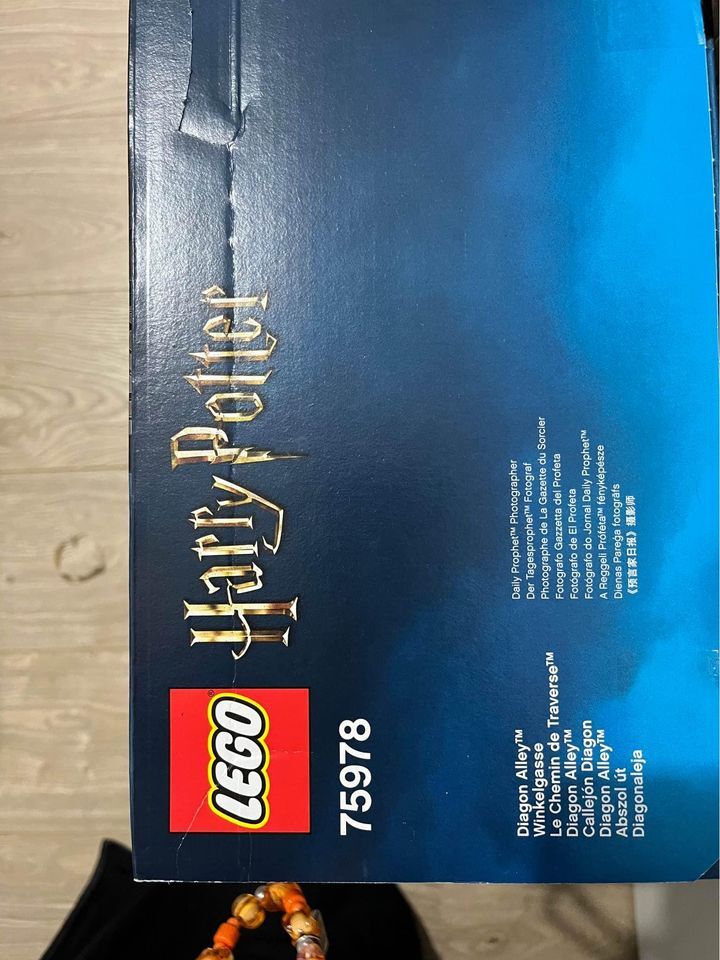 LEGO®
Harry Potter
75978
Diagon Alley™
Winkelgasse
Le Chemin de Traverse™
Diagon Alley™
Callejón Diagon
Diagon Alley™
Abszol út
Diagonaleja
Daily Prophet™ Photographer
Der Tagesprophet™ Fotograf
Photographe de La Gazette du Sorcier
Fotografo Gazzetta del Profeta
Fotógrafo de El Profeta
Fotógrafo do Jornal Daily Prophet™
A Reggeli Próféta™ fényképésze
Dienas Pareģa fotogrāfs
《预言家日报》摄影师